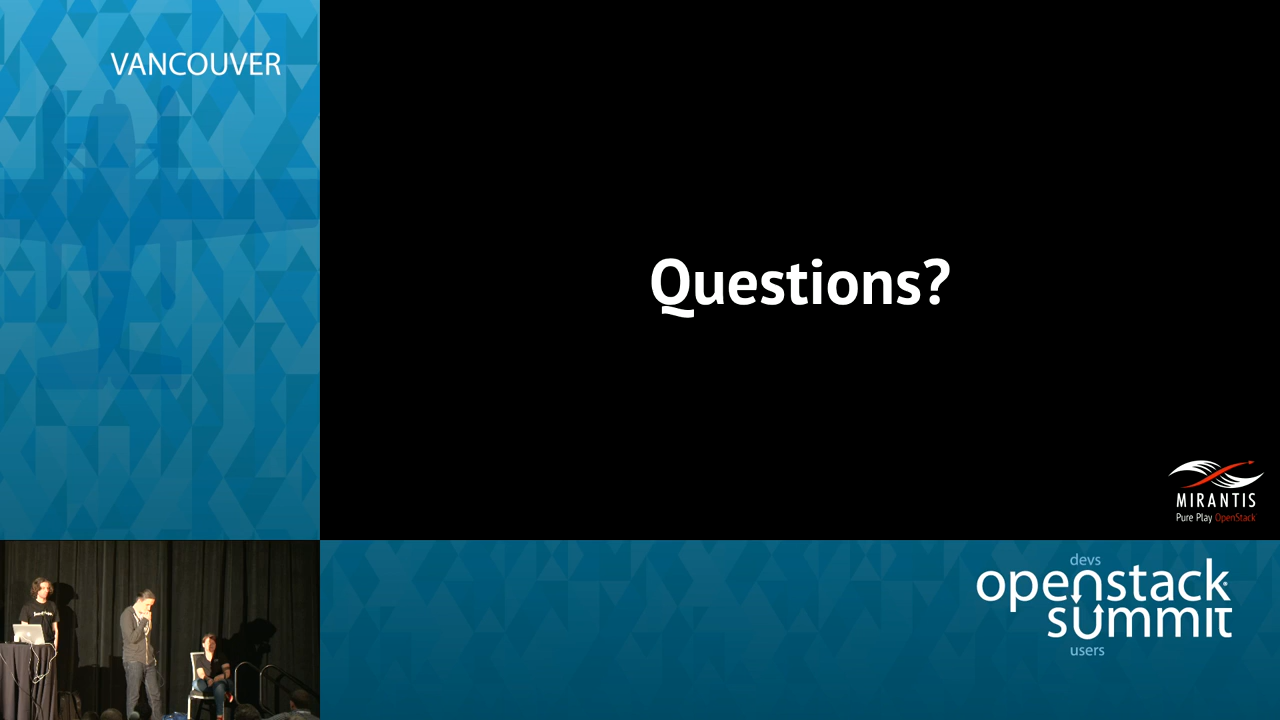 VANCOUVER
Questions?
MIRANTIS
Pure Play OpenStack
devs
openstack
summit
users